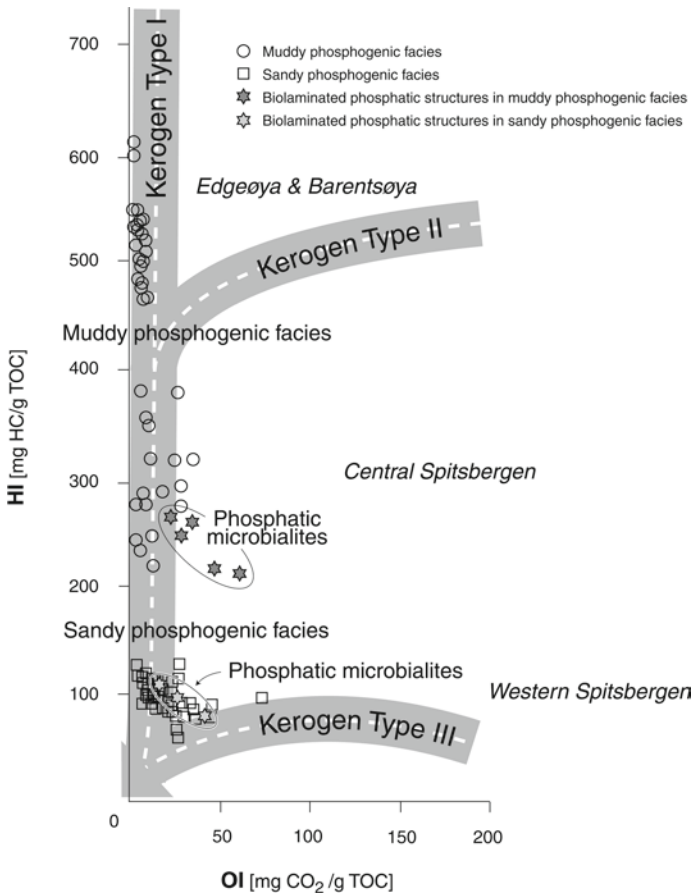 700
600
500
400
300
200
100
0
50
100
150
200
HI [mg HC/g TOC]
OI [mg CO₂ /g TOC]
Muddy phosphogenic facies
Sandy phosphogenic facies
Biolaminated phosphatic structures in muddy phosphogenic facies
Biolaminated phosphatic structures in sandy phosphogenic facies
Kerogen Type I
Edgeøya & Barentsøya
Kerogen Type II
Muddy phosphogenic facies
Central Spitsbergen
Phosphatic
microbialites
Sandy phosphogenic facies
Phosphatic microbialites
Western Spitsbergen
Kerogen Type III